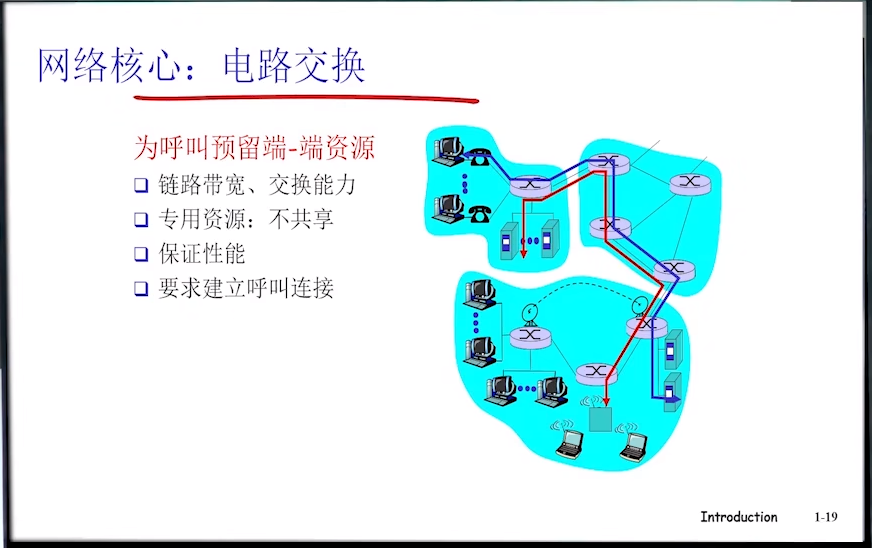 网络核心：电路交换
为呼叫预留端-端资源
❑ 链路带宽、交换能力
❑ 专用资源：不共享
❑ 保证性能
❑ 要求建立呼叫连接
Introduction 1-19